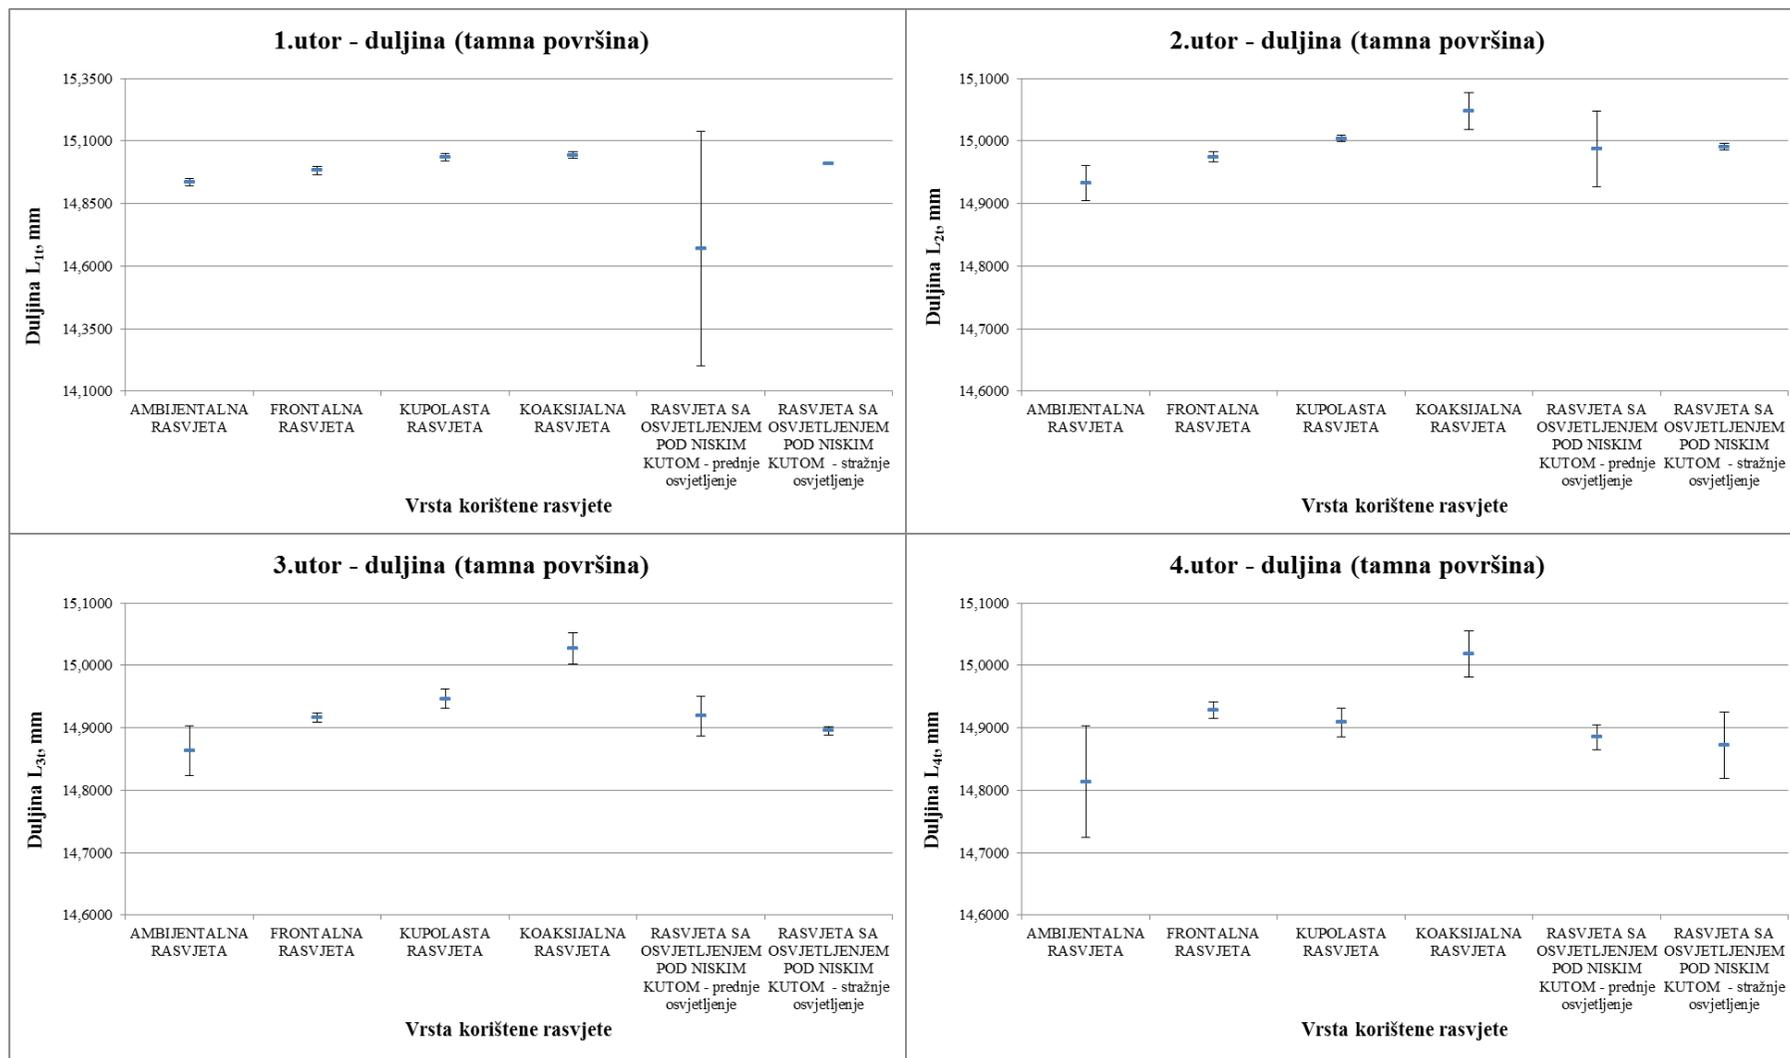 1.utor - duljina (tamna površina)
15,3500
15,1000
14,8500
14,6000
14,3500
14,1000
Duljina L1t, mm
AMBIJENTALNA
RASVJETA
FRONTALNA
RASVJETA
KUPOLASTA
RASVJETA
KOAKSIJALNA
RASVJETA
RASVJETA SA
OSVJETLJENJEM
POD NISKIM
KUTOM - prednje
osvjetljenje
RASVJETA SA
OSVJETLJENJEM
POD NISKIM
KUTOM - stražnje
osvjetljenje
Vrsta korištene rasvjete
2.utor - duljina (tamna površina)
15,1000
15,0000
14,9000
14,8000
14,7000
14,6000
Duljina L2t, mm
AMBIJENTALNA
RASVJETA
FRONTALNA
RASVJETA
KUPOLASTA
RASVJETA
KOAKSIJALNA
RASVJETA
RASVJETA SA
OSVJETLJENJEM
POD NISKIM
KUTOM - prednje
osvjetljenje
RASVJETA SA
OSVJETLJENJEM
POD NISKIM
KUTOM - stražnje
osvjetljenje
Vrsta korištene rasvjete
3.utor - duljina (tamna površina)
15,1000
15,0000
14,9000
14,8000
14,7000
14,6000
Duljina L3t, mm
AMBIJENTALNA
RASVJETA
FRONTALNA
RASVJETA
KUPOLASTA
RASVJETA
KOAKSIJALNA
RASVJETA
RASVJETA SA
OSVJETLJENJEM
POD NISKIM
KUTOM - prednje
osvjetljenje
RASVJETA SA
OSVJETLJENJEM
POD NISKIM
KUTOM - stražnje
osvjetljenje
Vrsta korištene rasvjete
4.utor - duljina (tamna površina)
15,1000
15,0000
14,9000
14,8000
14,7000
14,6000
Duljina L4t, mm
AMBIJENTALNA
RASVJETA
FRONTALNA
RASVJETA
KUPOLASTA
RASVJETA
KOAKSIJALNA
RASVJETA
RASVJETA SA
OSVJETLJENJEM
POD NISKIM
KUTOM - prednje
osvjetljenje
RASVJETA SA
OSVJETLJENJEM
POD NISKIM
KUTOM - stražnje
osvjetljenje
Vrsta korištene rasvjete